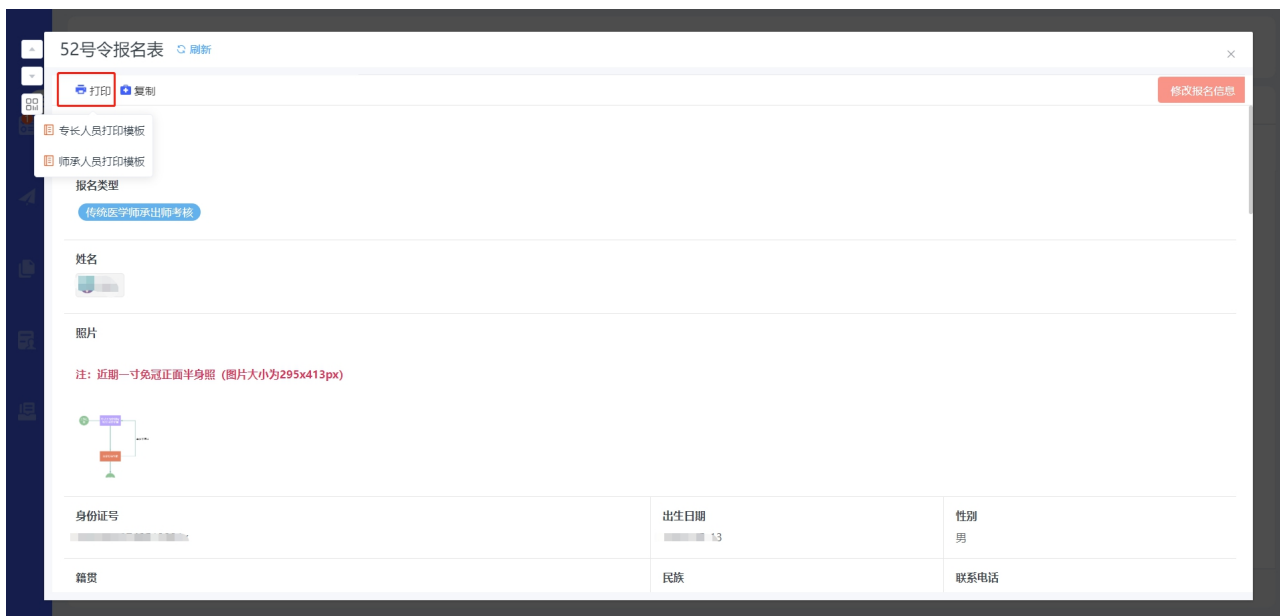 52号令报名表 刷新
打印 复制 修改报名信息
专长人员打印模板
师承人员打印模板
报名类型
传统医学师承出师考核
姓名
照片
注：近期一寸免冠正面半身照（图片大小为295x413px）
身份证号 出生日期 性别
男
籍贯 民族 联系电话